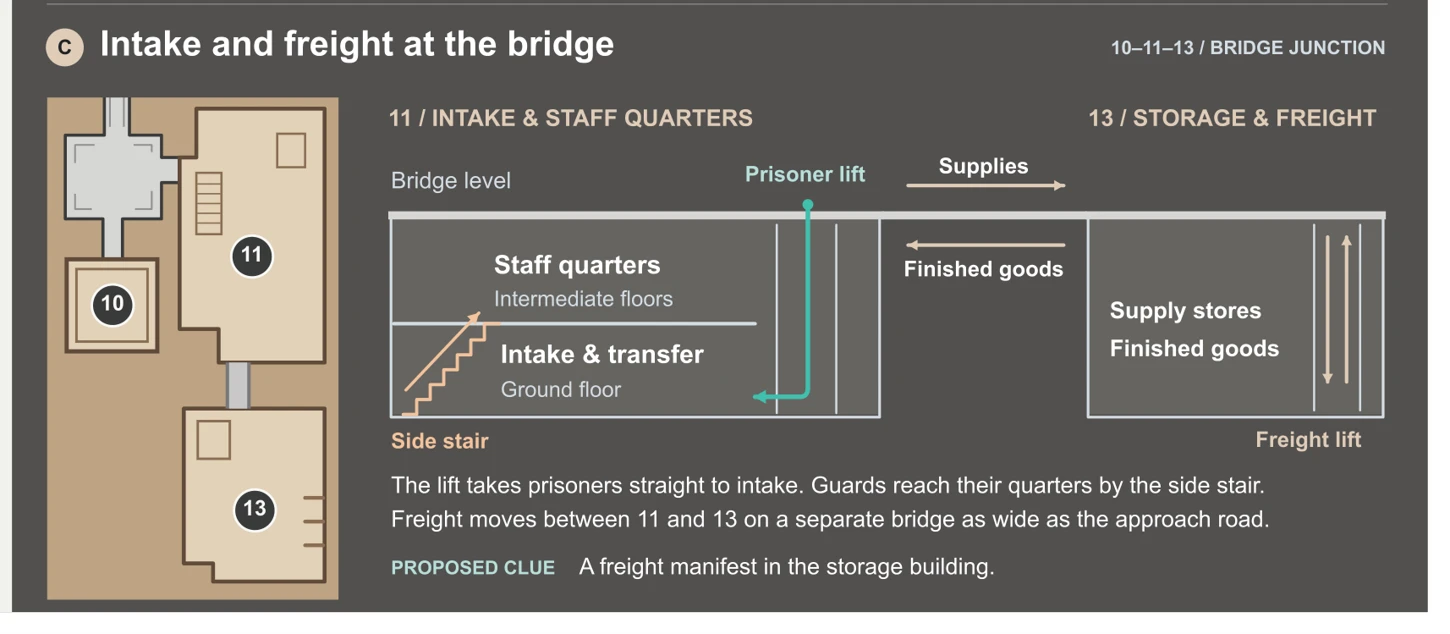 C Intake and freight at the bridge
10–11–13 / BRIDGE JUNCTION
11 / INTAKE & STAFF QUARTERS
13 / STORAGE & FREIGHT
Bridge level
Prisoner lift
Supplies
Staff quarters
Intermediate floors
Finished goods
Intake & transfer
Ground floor
Supply stores
Finished goods
Side stair
Freight lift
11
10
13
The lift takes prisoners straight to intake. Guards reach their quarters by the side stair.
Freight moves between 11 and 13 on a separate bridge as wide as the approach road.
PROPOSED CLUE A freight manifest in the storage building.